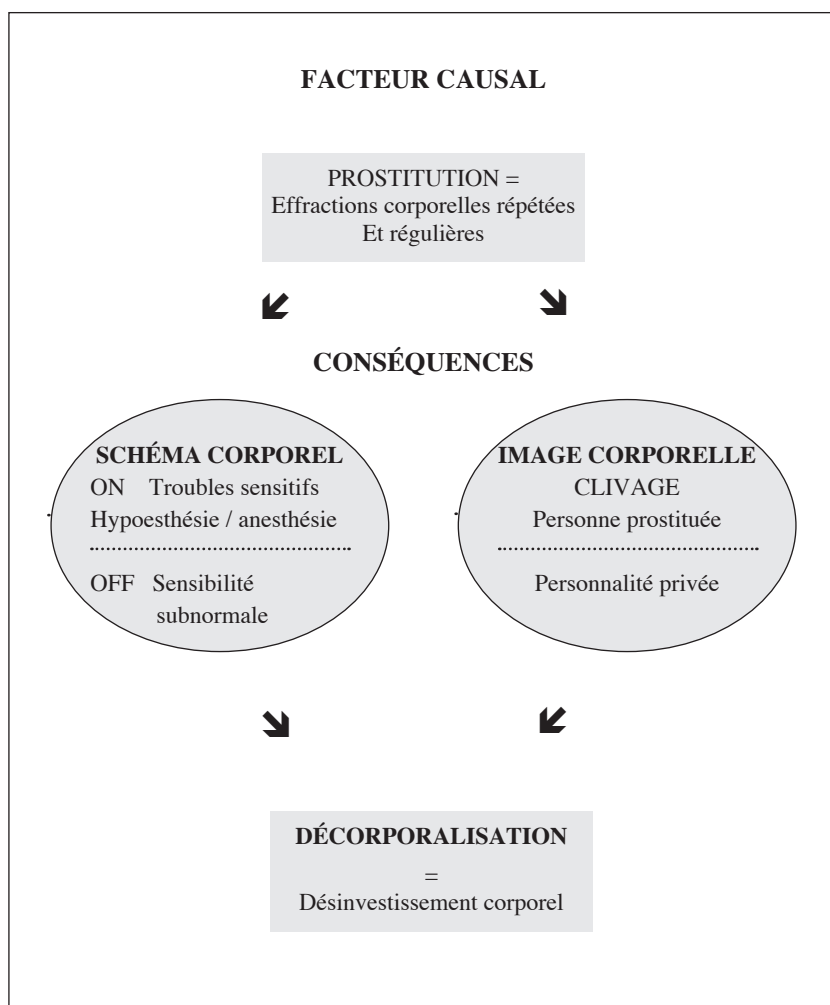 FACTEUR CAUSAL
PROSTITUTION =
Effractions corporelles répétées
Et régulières
CONSÉQUENCES
SCHÉMA CORPOREL
ON Troubles sensitifs
Hypoesthésie / anesthésie
OFF Sensibilité
subnormale
IMAGE CORPORELLE
CLIVAGE
Personne prostituée
Personnalité privée
DÉCORPORALISATION
=
Désinvestissement corporel